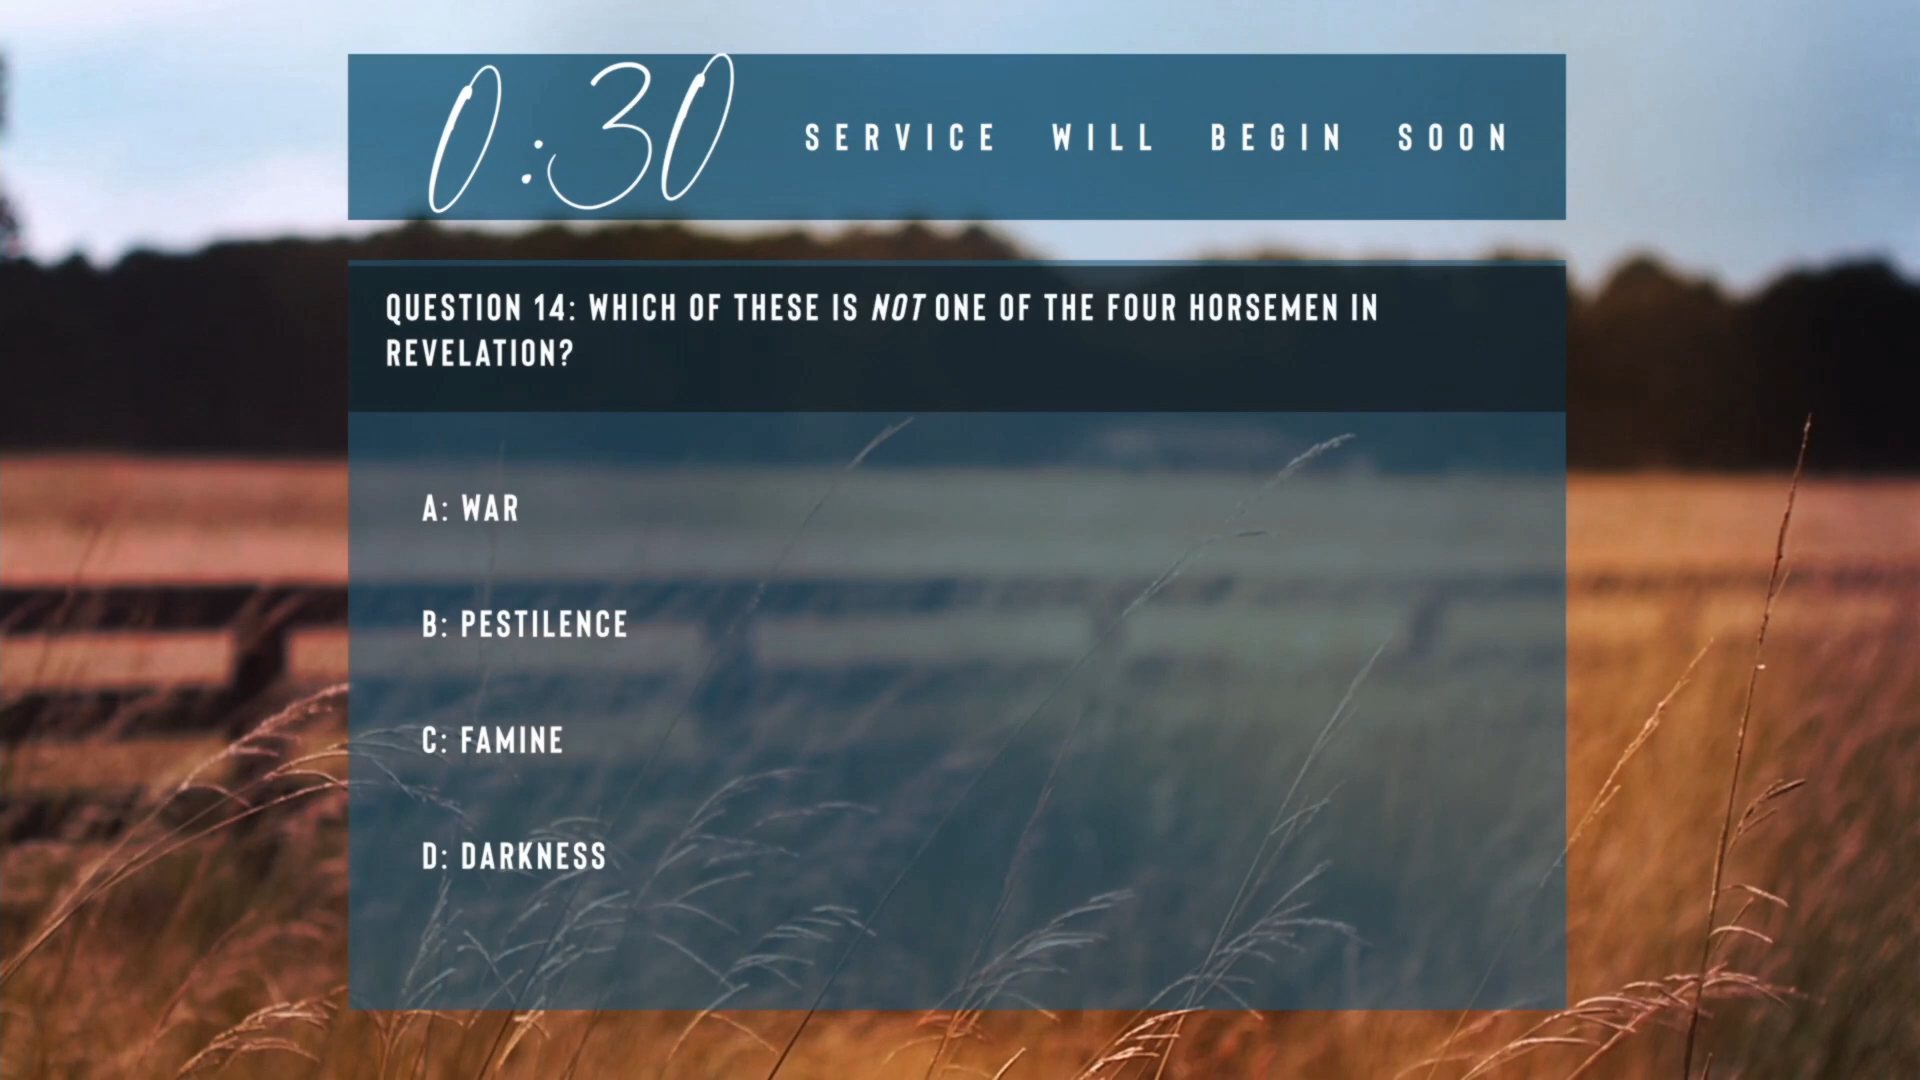 0:30 SERVICE WILL BEGIN SOON
QUESTION 14: WHICH OF THESE IS NOT ONE OF THE FOUR HORSEMEN IN
REVELATION?
A: WAR
B: PESTILENCE
C: FAMINE
D: DARKNESS